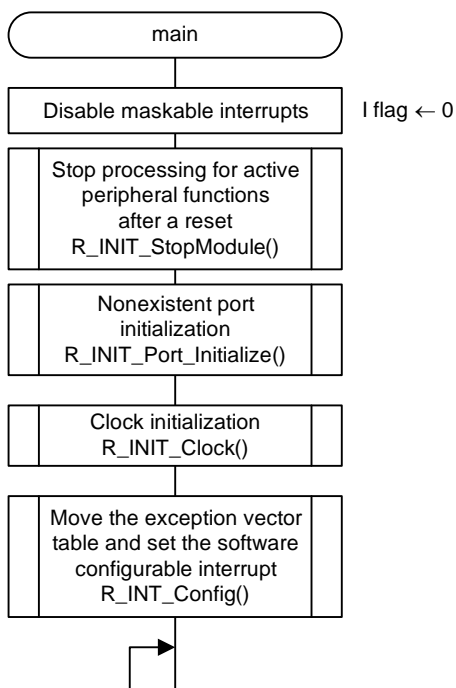 main
Disable maskable interrupts
I flag ← 0
Stop processing for active
peripheral functions
after a reset
R_INIT_StopModule()
Nonexistent port
initialization
R_INIT_Port_Initialize()
Clock initialization
R_INIT_Clock()
Move the exception vector
table and set the software
configurable interrupt
R_INT_Config()